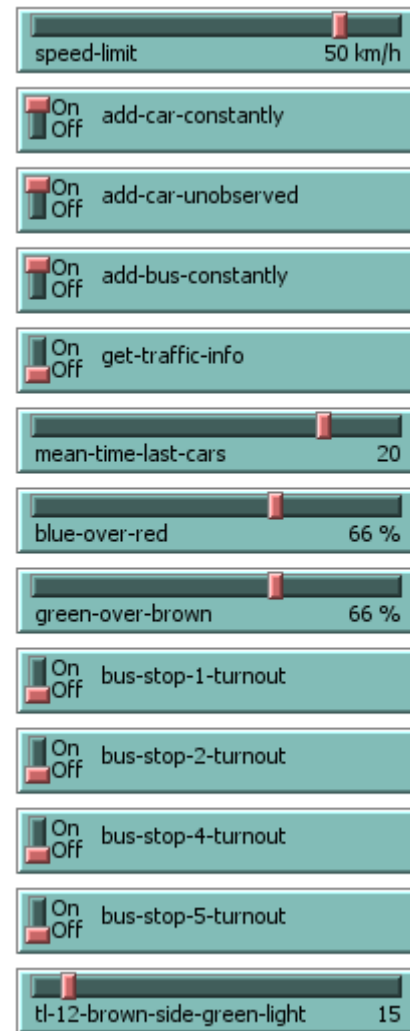 speed-limit 50 km/h
On
Off add-car-constantly
On
Off add-car-unobserved
On
Off add-bus-constantly
On
Off get-traffic-info
mean-time-last-cars 20
blue-over-red 66 %
green-over-brown 66 %
On
Off bus-stop-1-turnout
On
Off bus-stop-2-turnout
On
Off bus-stop-4-turnout
On
Off bus-stop-5-turnout
tl-12-brown-side-green-light 15